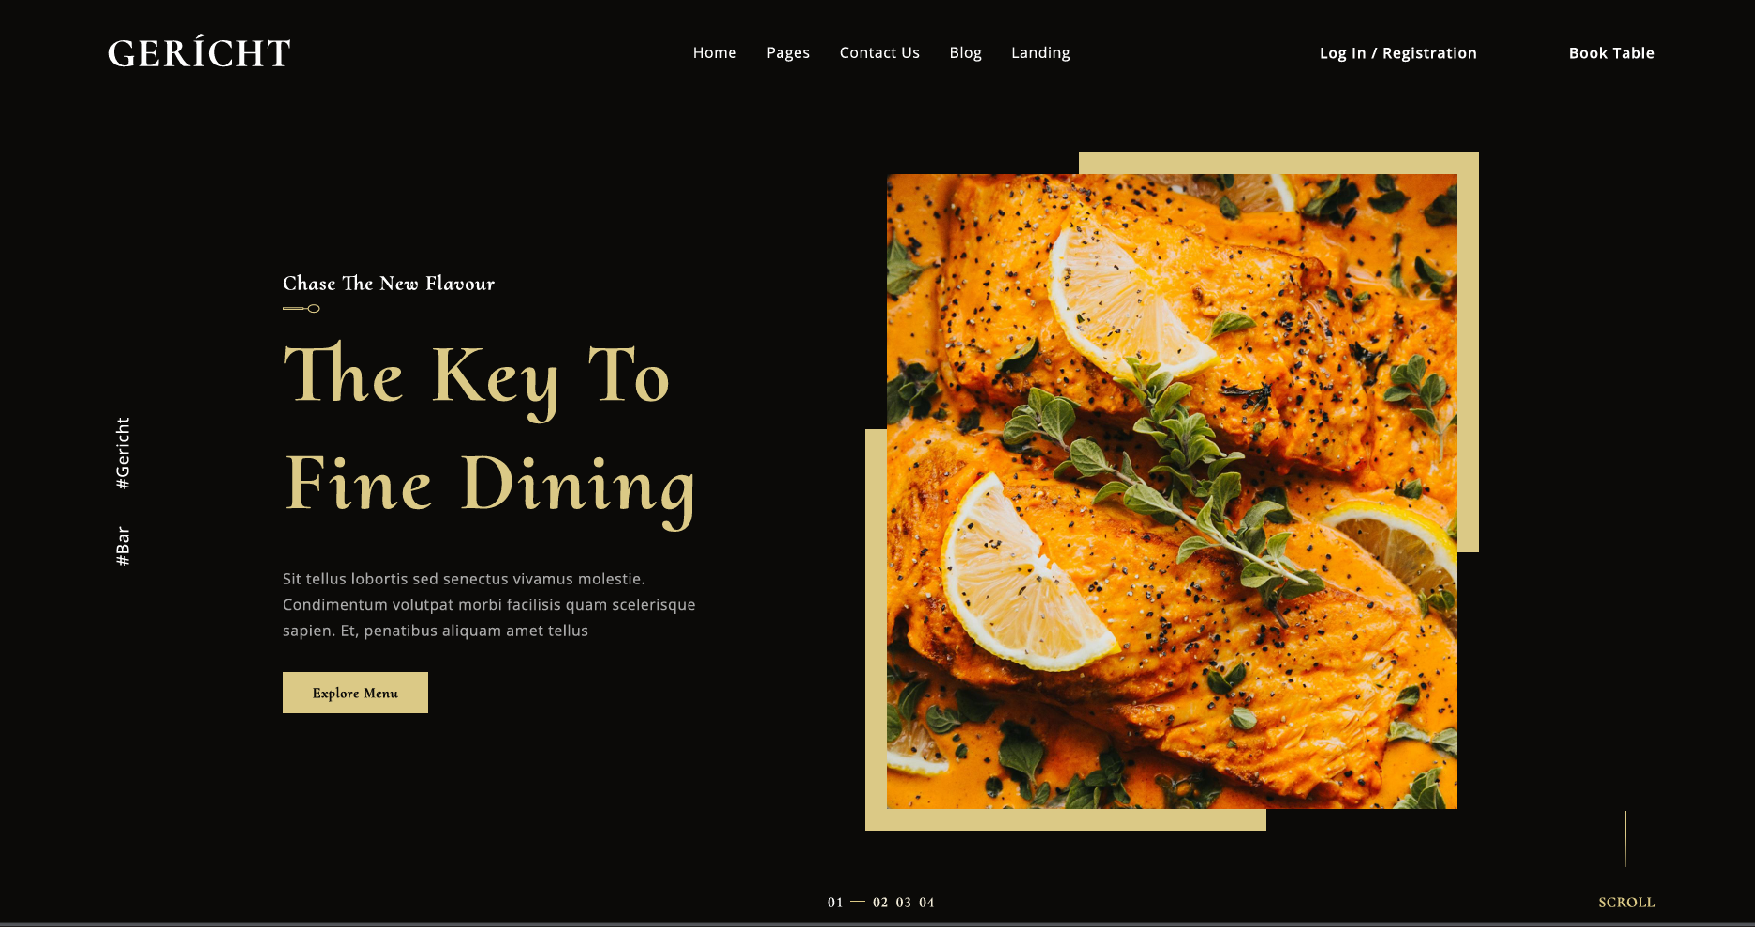 GERÍCHT
Home Pages Contact Us Blog Landing
Log In / Registration
Book Table
Chase The New Flavour
The Key To
Fine Dining
Sit tellus lobortis sed senectus vivamus molestie.
Condimentum volutpat morbi facilisis quam scelerisque
sapien. Et, penatibus aliquam amet tellus
Explore Menu
#Gericht
#Bar
01 — 02 03 04
SCROLL